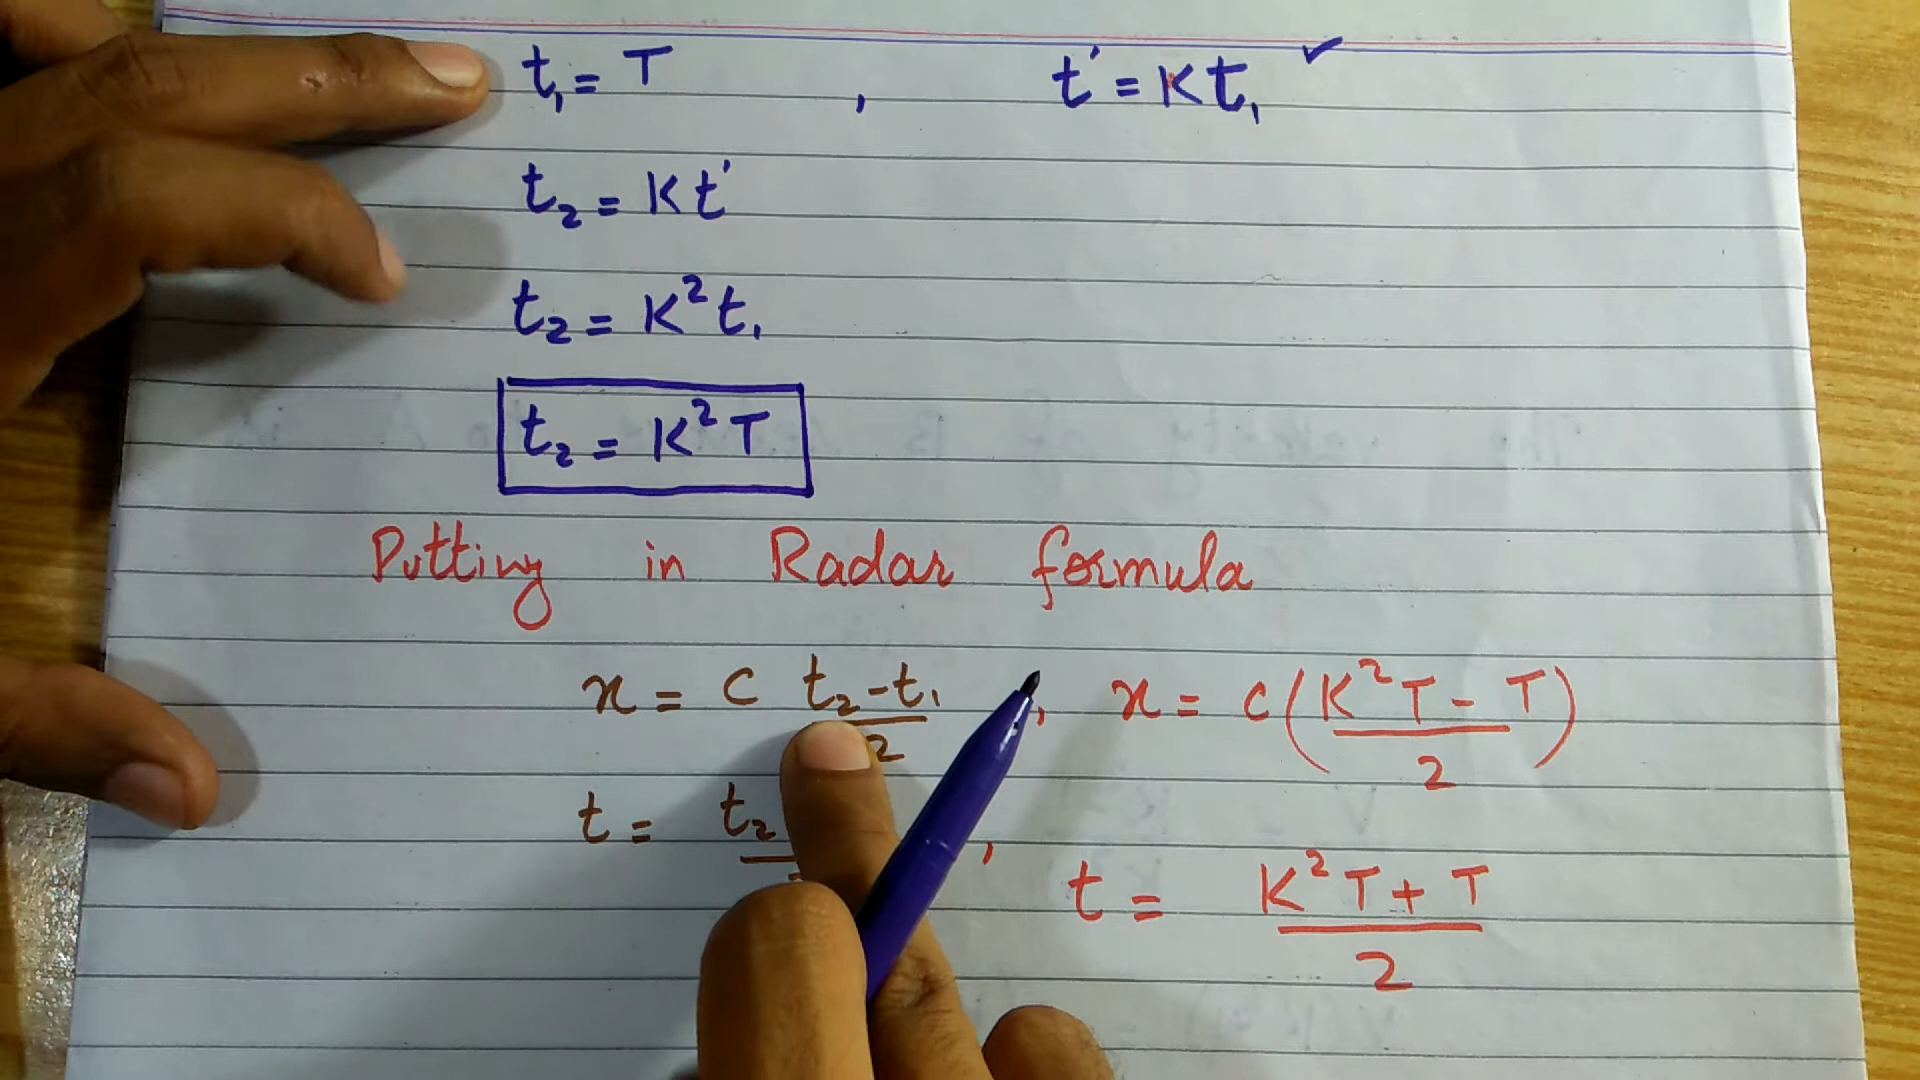 t₁ = T , t' = Kt₁ ✓
t₂ = Kt'
t₂ = K²t₁
t₂ = K²T
Putting in Radar formula
x = c t₂-t₁/2 , x = c(K²T - T/2)
t = t₂ , t = K²T + T/2